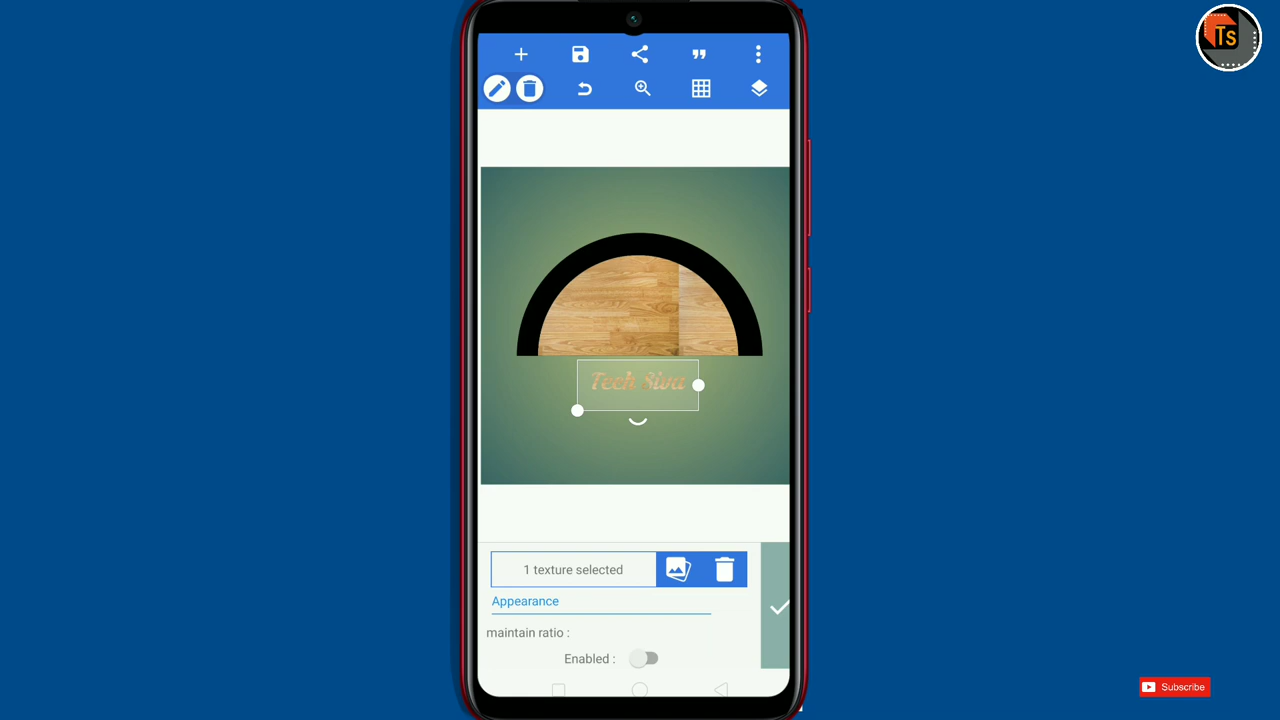 Ts
Tech Siva
1 texture selected
Appearance
maintain ratio :
Enabled :
Subscribe